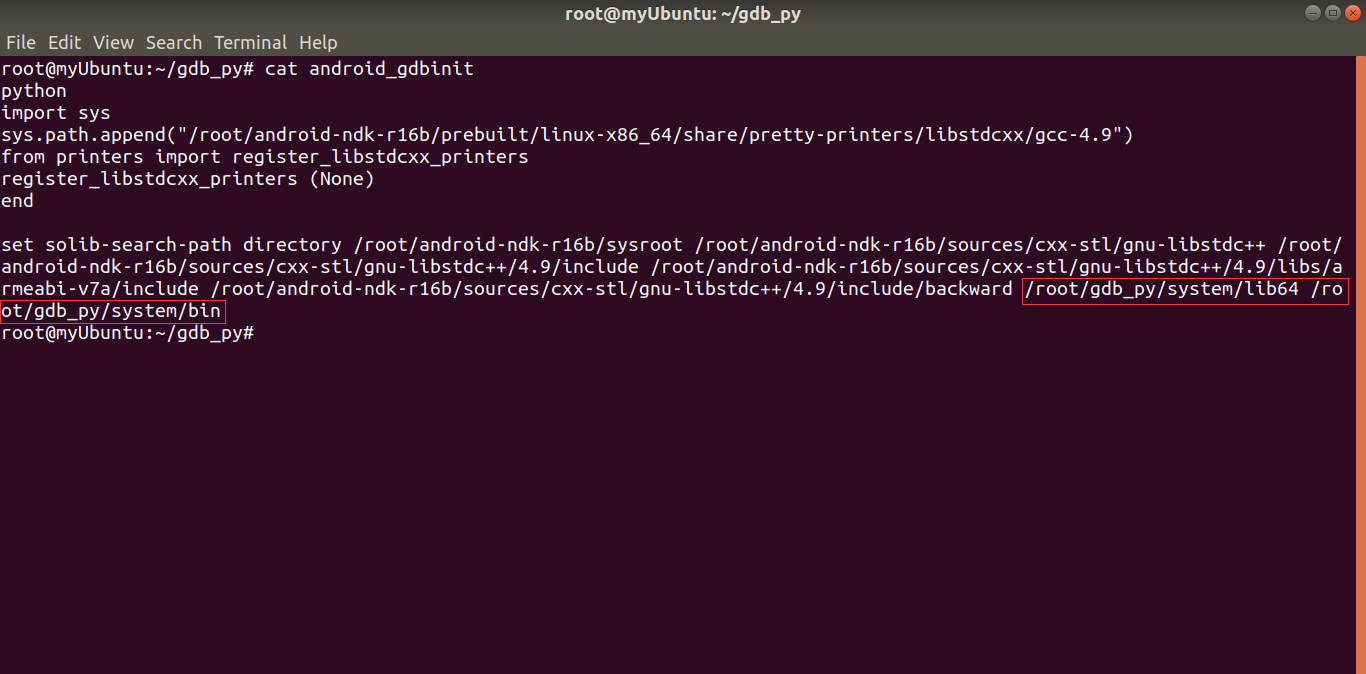 root@myUbuntu: ~/gdb_py
File Edit View Search Terminal Help
root@myUbuntu:~/gdb_py# cat android_gdbinit
python
import sys
sys.path.append("/root/android-ndk-r16b/prebuilt/linux-x86_64/share/pretty-printers/libstdcxx/gcc-4.9")
from printers import register_libstdcxx_printers
register_libstdcxx_printers (None)
end
set solib-search-path directory /root/android-ndk-r16b/sysroot /root/android-ndk-r16b/sources/cxx-stl/gnu-libstdc++ /root/
android-ndk-r16b/sources/cxx-stl/gnu-libstdc++/4.9/include /root/android-ndk-r16b/sources/cxx-stl/gnu-libstdc++/4.9/libs/a
rmeabi-v7a/include /root/android-ndk-r16b/sources/cxx-stl/gnu-libstdc++/4.9/include/backward /root/gdb_py/system/lib64 /ro
ot/gdb_py/system/bin
root@myUbuntu:~/gdb_py#